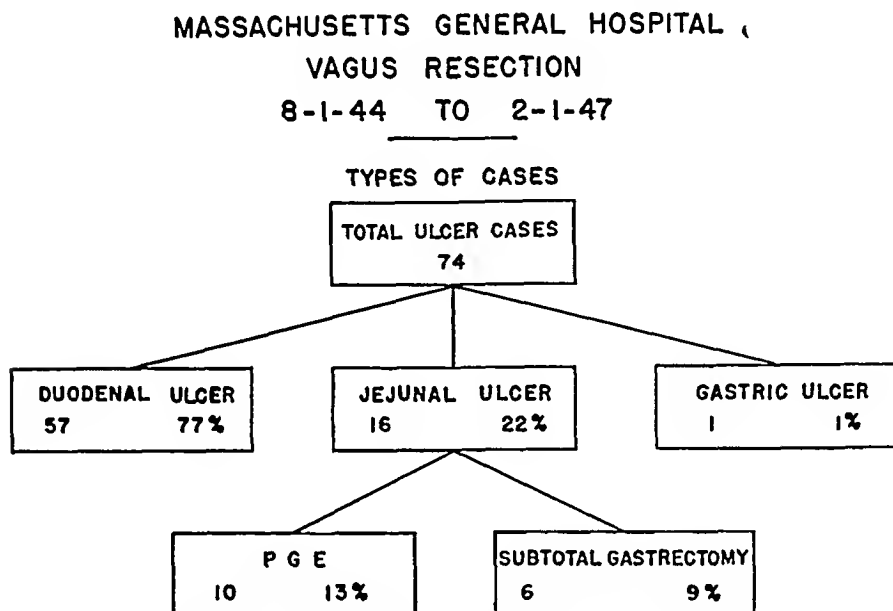 MASSACHUSETTS GENERAL HOSPITAL
VAGUS RESECTION
8-1-44 TO 2-1-47
TYPES OF CASES
TOTAL ULCER CASES
74
DUODENAL ULCER
57 77%
JEJUNAL ULCER
16 22%
GASTRIC ULCER
1 1%
P G E
10 13%
SUBTOTAL GASTRECTOMY
6 9%